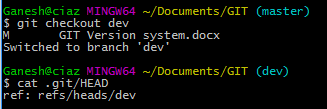 Ganesh@ciaz MINGW64 ~/Documents/GIT (master)
$ git checkout dev
M       GIT Version system.docx
Switched to branch 'dev'
Ganesh@ciaz MINGW64 ~/Documents/GIT (dev)
$ cat .git/HEAD
ref: refs/heads/dev